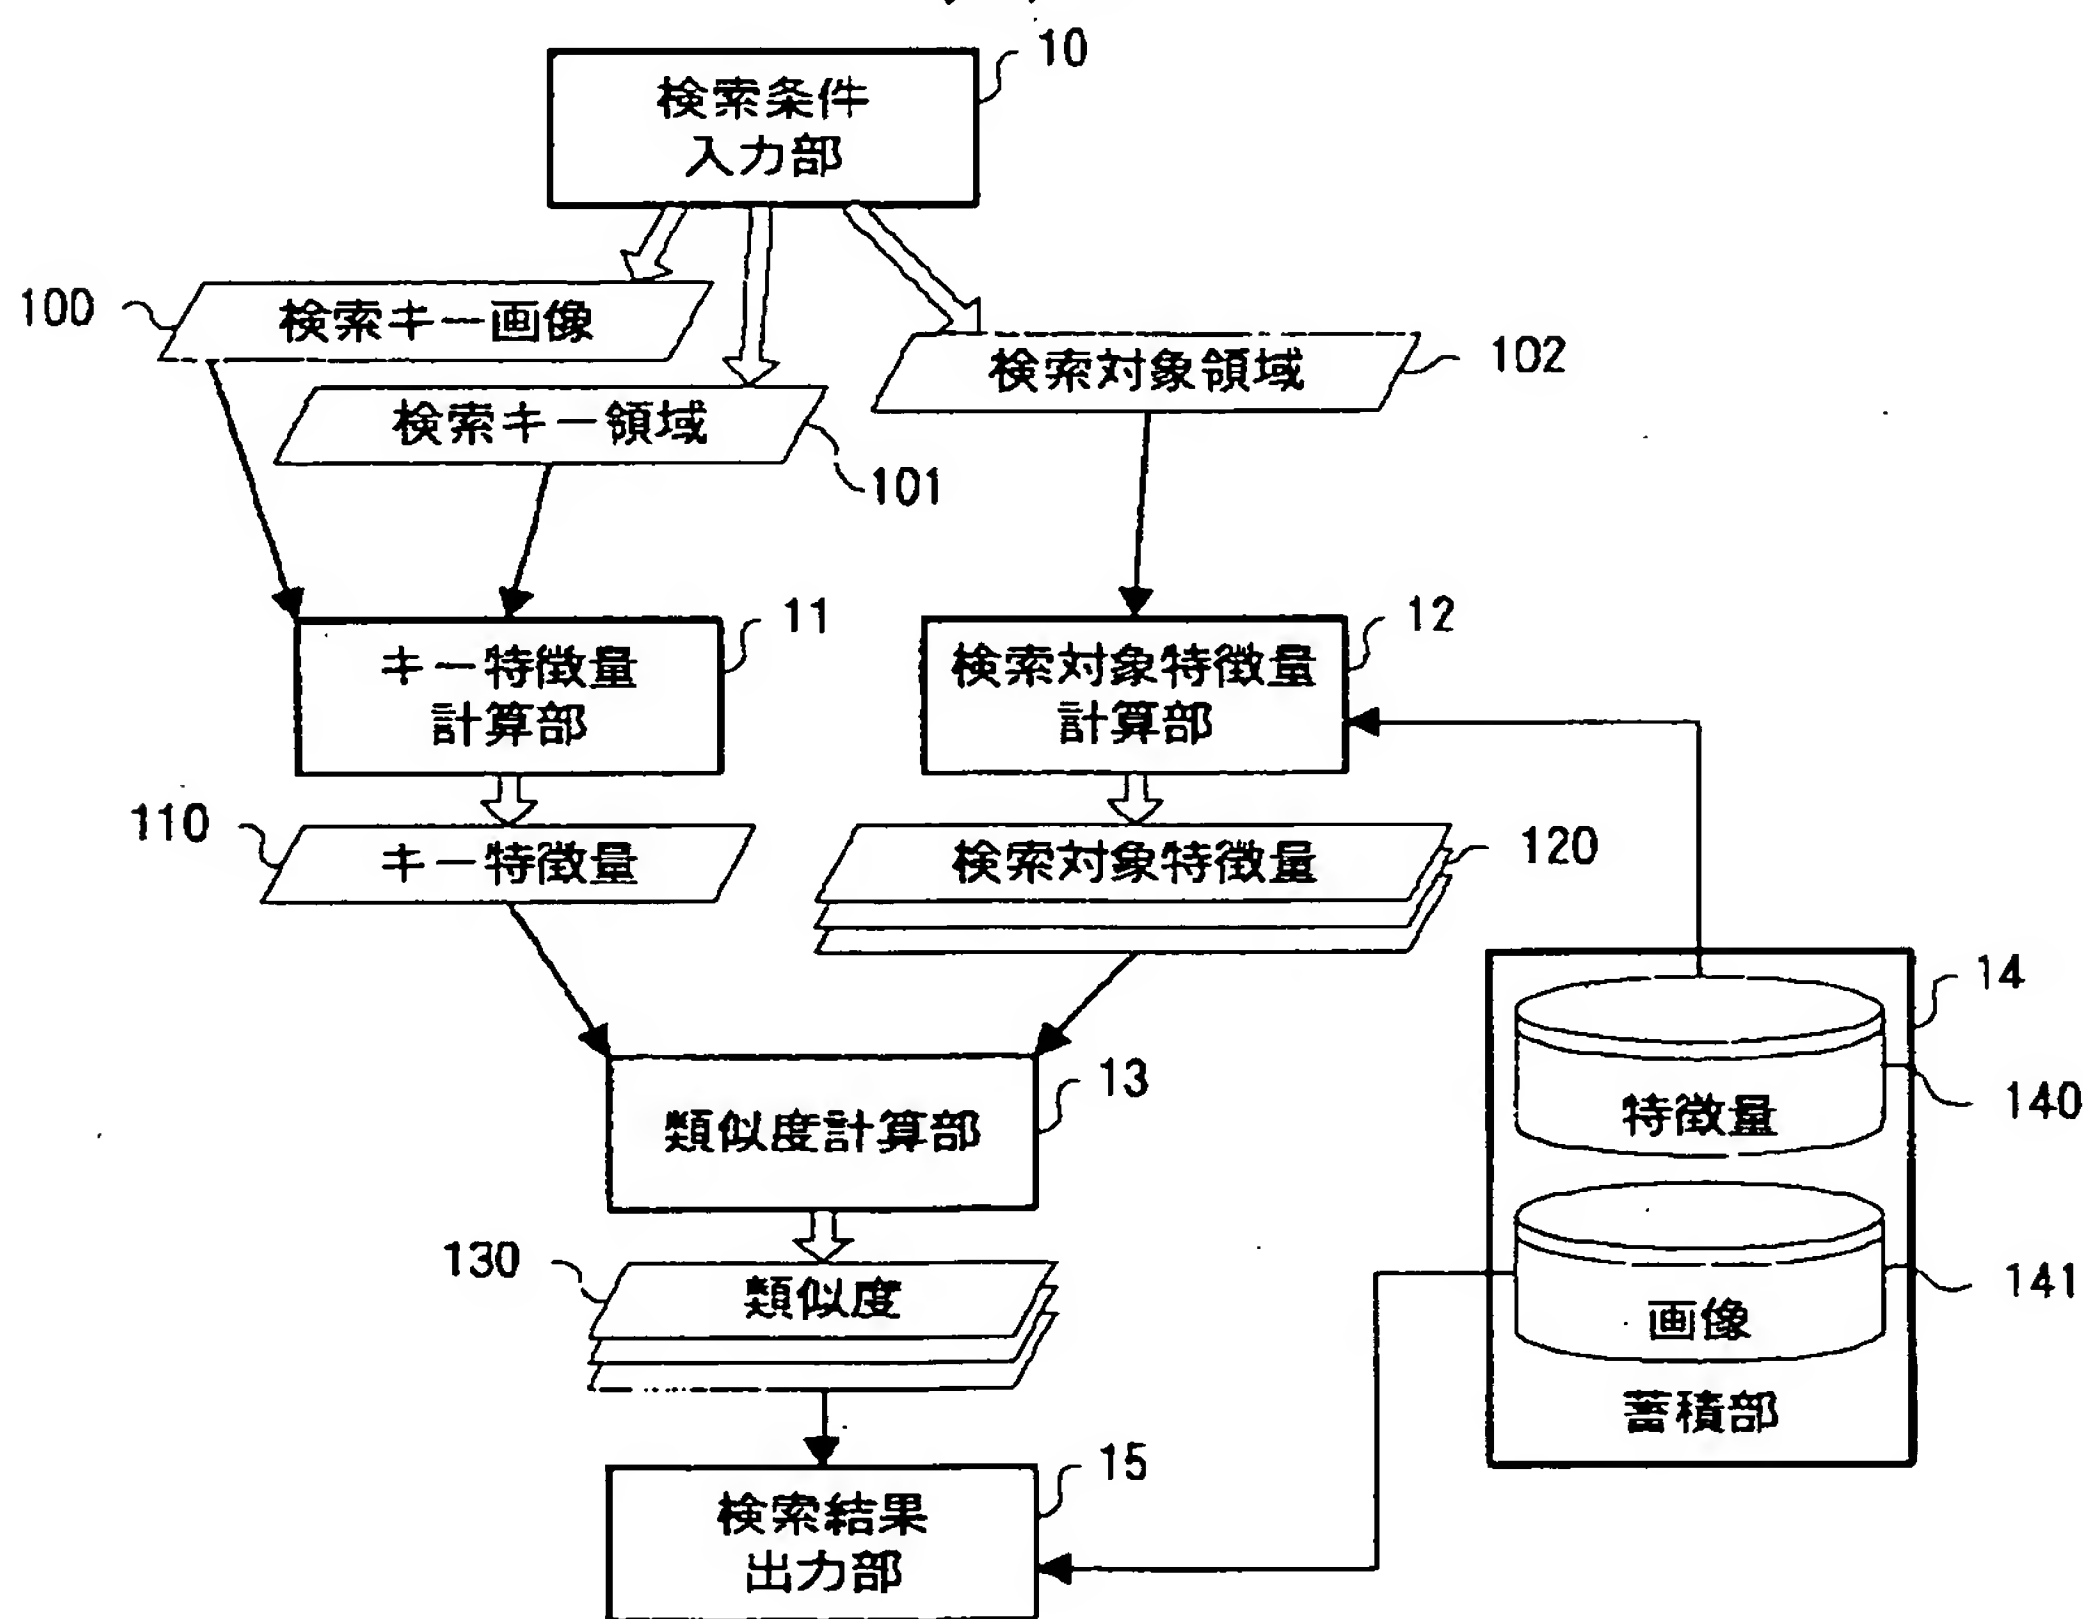 10
検索条件
入力部
100
検索キー画像
検索対象領域
102
検索キー領域
101
11
キー特徴量
計算部
12
検索対象特徴量
計算部
110
キー特徴量
検索対象特徴量
120
14
特徴量
140
13
類似度計算部
130
類似度
画像
141
蓄積部
15
検索結果
出力部